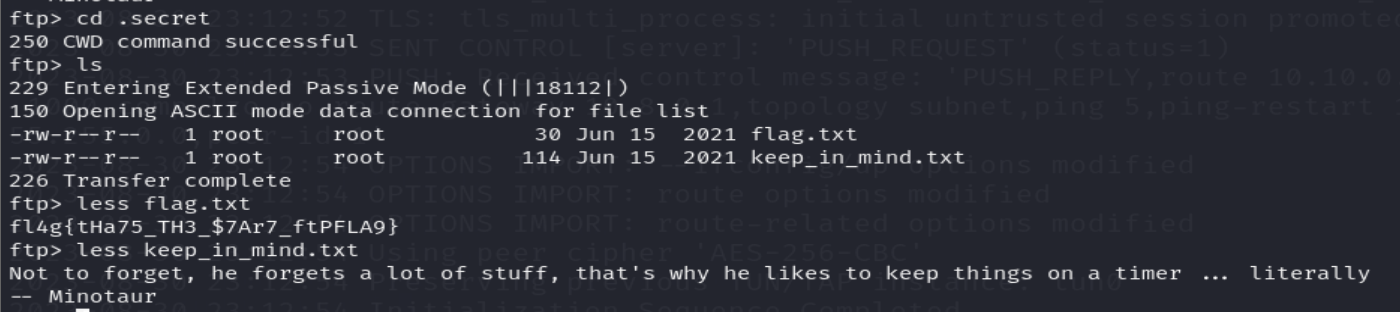 ftp> cd .secret
250 CWD command successful
ftp> ls
229 Entering Extended Passive Mode (|||18112|)
150 Opening ASCII mode data connection for file list
-rw-r--r--   1 root     root           30 Jun 15  2021 flag.txt
-rw-r--r--   1 root     root          114 Jun 15  2021 keep_in_mind.txt
226 Transfer complete
ftp> less flag.txt
fl4g{tHa75_TH3_$7Ar7_ftPFLA9}
ftp> less keep_in_mind.txt
Not to forget, he forgets a lot of stuff, that's why he likes to keep things on a timer ... literally
-- Minotaur